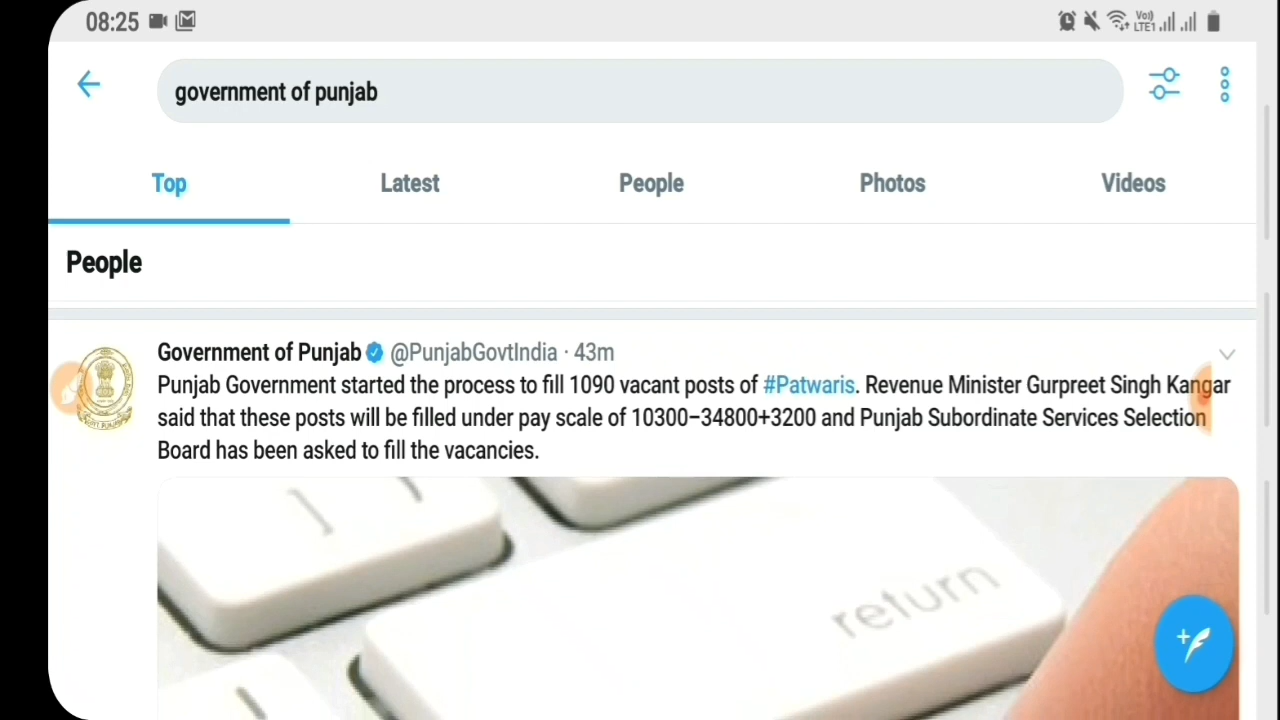 08:25
Vo)
LTE1
government of punjab
Top Latest People Photos Videos
People
Government of Punjab @PunjabGovtIndia · 43m
Punjab Government started the process to fill 1090 vacant posts of #Patwaris. Revenue Minister Gurpreet Singh Kangar
said that these posts will be filled under pay scale of 10300–34800+3200 and Punjab Subordinate Services Selection
Board has been asked to fill the vacancies.
]
return